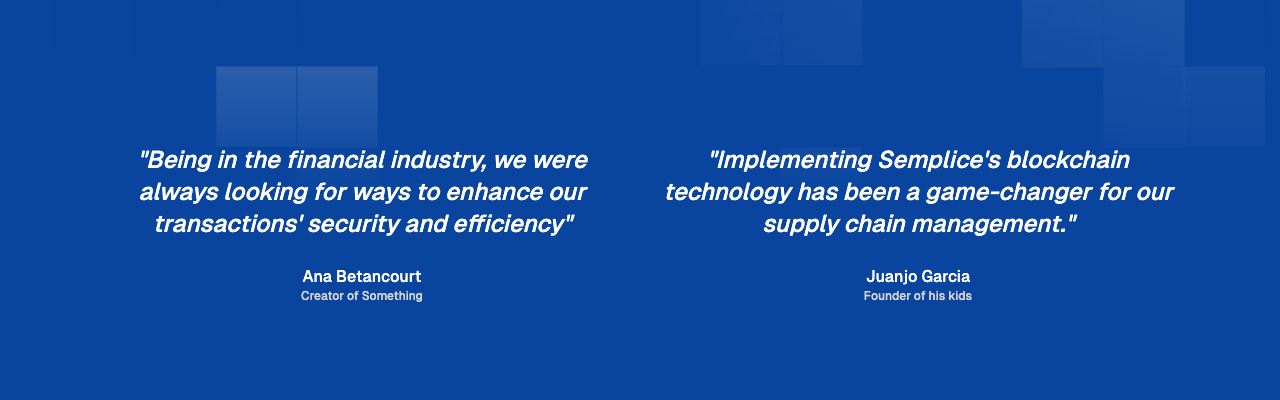 "Being in the financial industry, we were
always looking for ways to enhance our
transactions' security and efficiency"
Ana Betancourt
Creator of Something
"Implementing Semplice's blockchain
technology has been a game-changer for our
supply chain management."
Juanjo Garcia
Founder of his kids